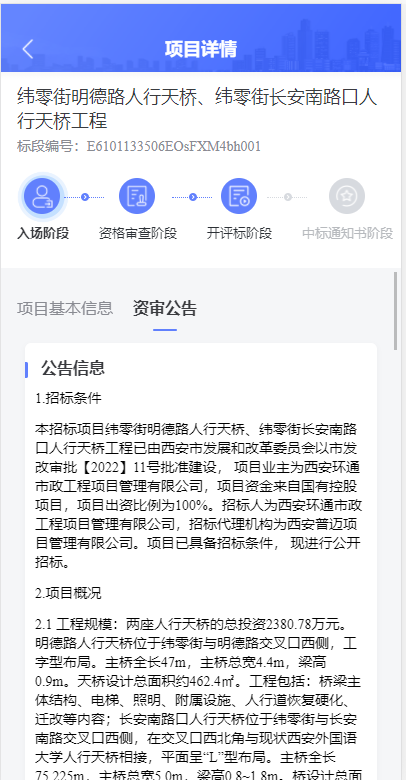 项目详情
纬零街明德路人行天桥、纬零街长安南路口人
行天桥工程
标段编号：E6101133506EOsFXM4bh001
入场阶段 资格审查阶段 开评标阶段 中标通知书阶段
项目基本信息 资审公告
公告信息
1.招标条件
本招标项目纬零街明德路人行天桥、纬零街长安南路
口人行天桥工程已由西安市发展和改革委员会以市发
改审批【2022】11号批准建设， 项目业主为西安环通
市政工程项目管理有限公司，项目资金来自国有控股
项目，项目出资比例为100%。招标人为西安环通市政
工程项目管理有限公司，招标代理机构为西安普迈项
目管理有限公司。项目已具备招标条件， 现进行公开
招标。
2.项目概况
2.1 工程规模：两座人行天桥的总投资2380.78万元。
明德路人行天桥位于纬零街与明德路交叉口西侧，工
字型布局。主桥全长47m，主桥总宽4.4m，梁高
0.9m。天桥设计总面积约462.4㎡。工程包括：桥梁主
体结构、电梯、照明、附属设施、人行道恢复硬化、
迁改等内容；长安南路人行天桥位于纬零街与长安
南路交叉口西侧，在交叉口西北角与现状西安外国语
大学人行天桥相接，平面呈“L”型布局。主桥全长
75.225m，主桥总宽5.0m，梁高0.8~1.8m。桥设计总面